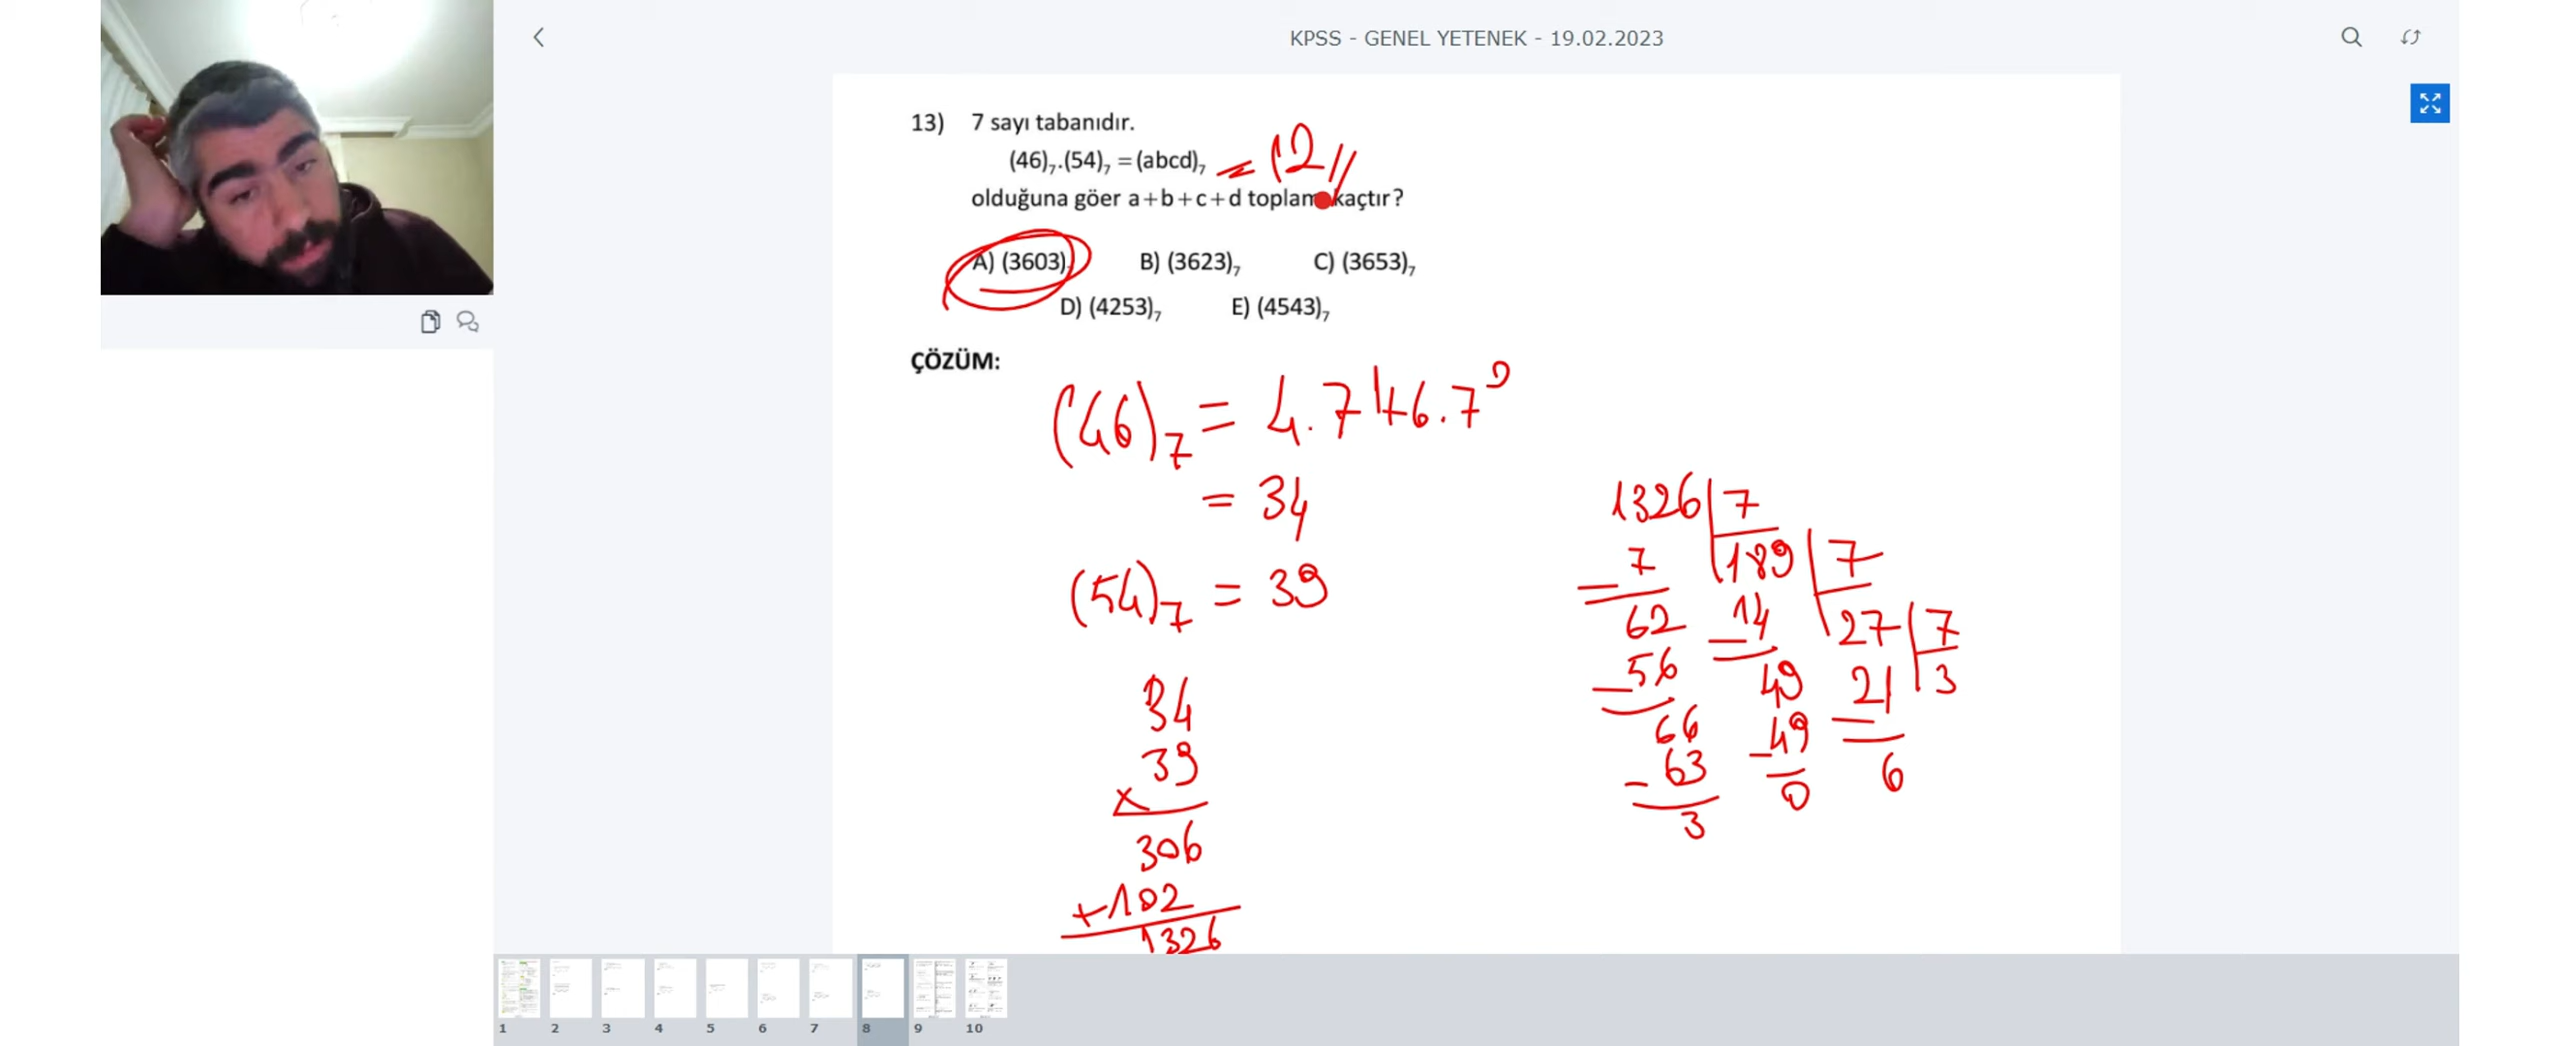 KPSS - GENEL YETENEK - 19.02.2023
13) 7 sayı tabanıdır.
(46)₇.(54)₇ = (abcd)₇ = 12//
olduğuna göer a+b+c+d toplam kaçtır?
A) (3603) B) (3623)₇ C) (3653)₇
D) (4253)₇ E) (4543)₇
ÇÖZÜM:
(46)₇ = 4.7¹+6.7⁰
= 34
(54)₇ = 39
34
39
x
306
+102
1326
1326 7
7 189 7
62 14 27 7
56 49 21 3
66 49 6
63 0
3
1 2 3 4 5 6 7 8 9 10